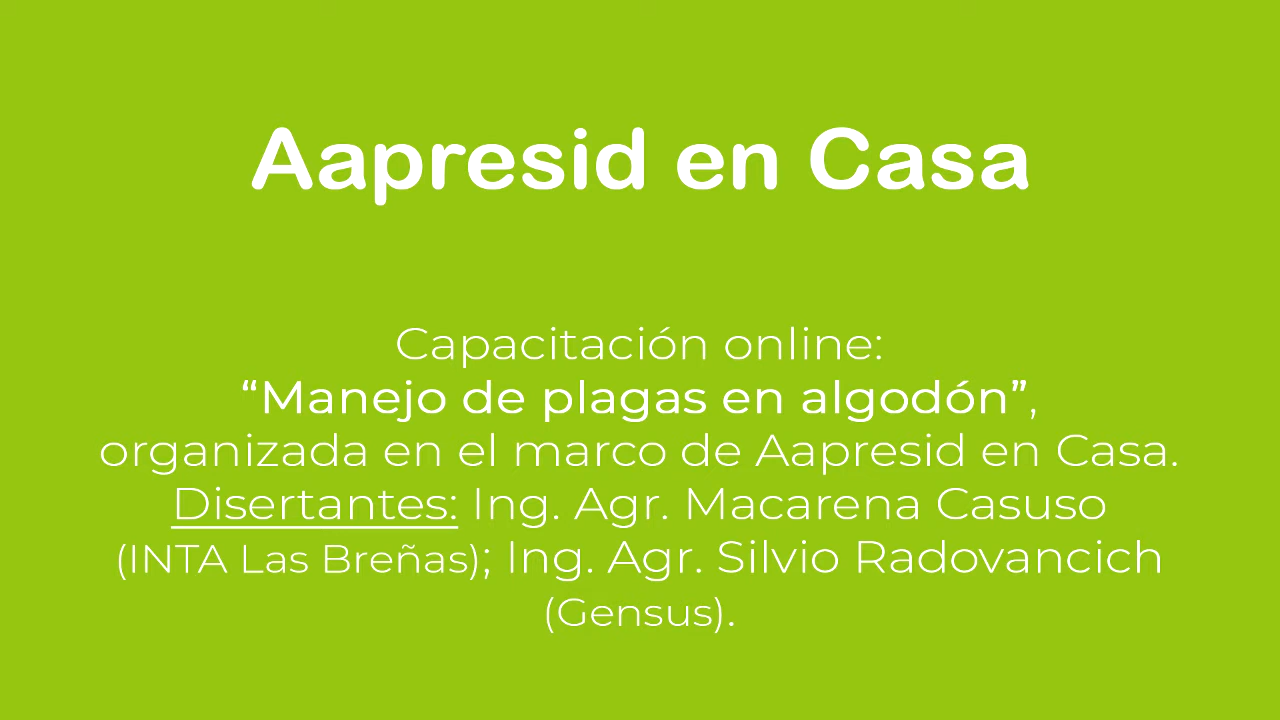 Aapresid en Casa
Capacitación online:
“Manejo de plagas en algodón”,
organizada en el marco de Aapresid en Casa.
Disertantes: Ing. Agr. Macarena Casuso
(INTA Las Breñas); Ing. Agr. Silvio Radovancich
(Gensus).